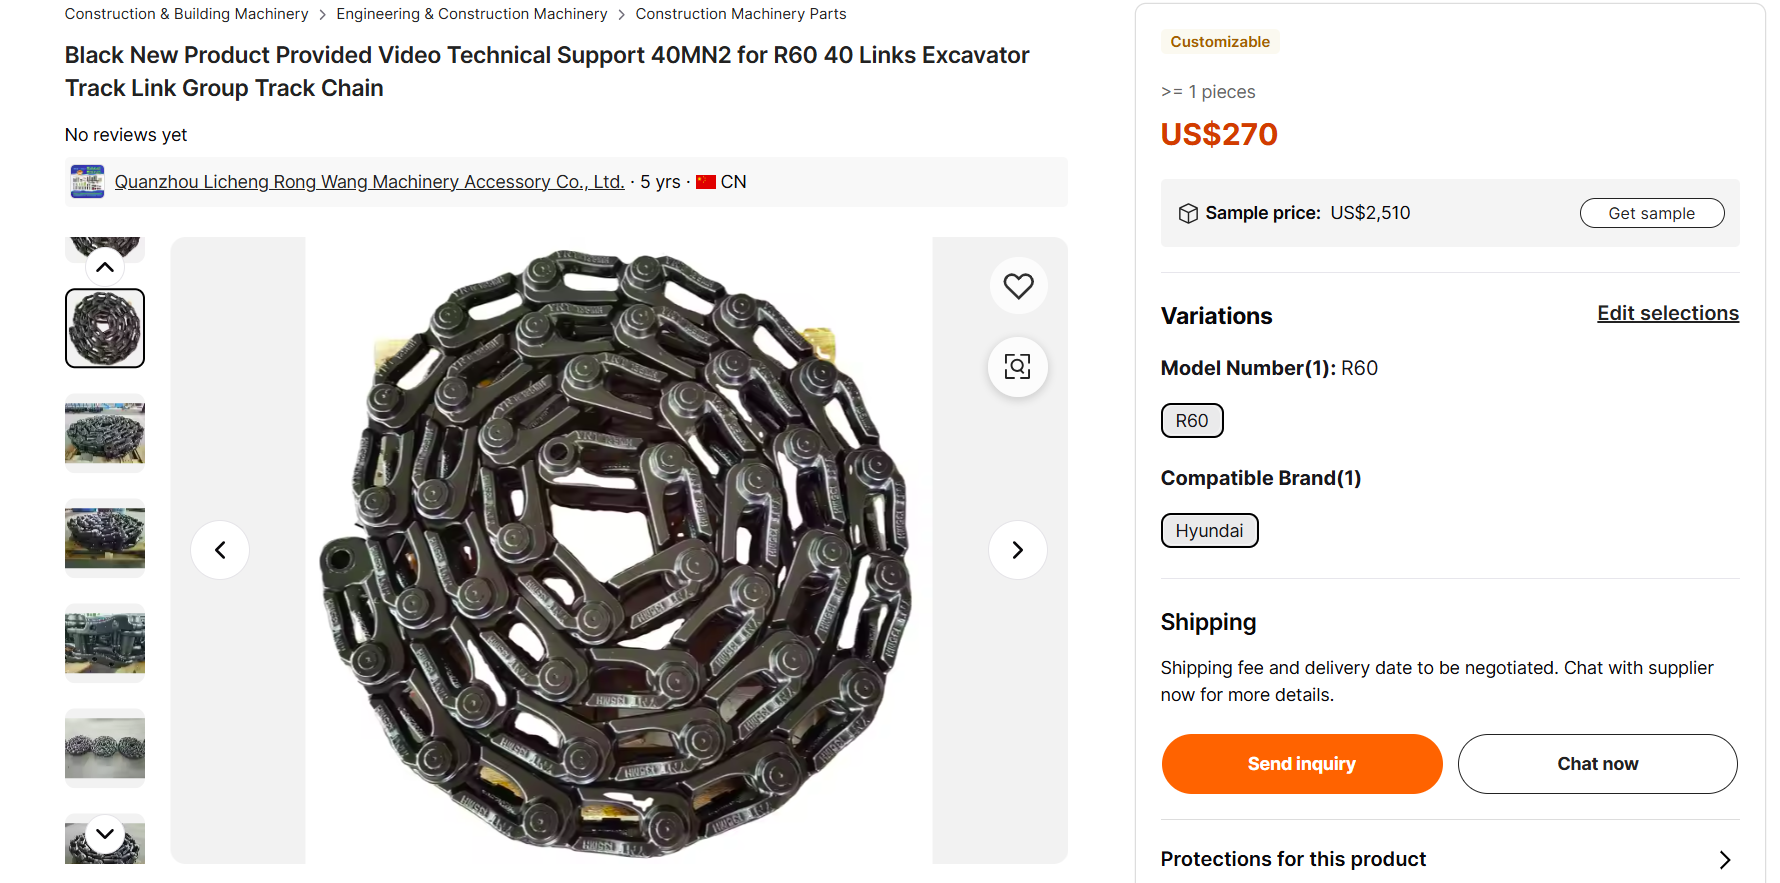 Construction & Building Machinery > Engineering & Construction Machinery > Construction Machinery Parts
Black New Product Provided Video Technical Support 40MN2 for R60 40 Links Excavator
Track Link Group Track Chain
No reviews yet
Quanzhou Licheng Rong Wang Machinery Accessory Co., Ltd. · 5 yrs · CN
Customizable
>= 1 pieces
US$270
Sample price: US$2,510
Get sample
Variations
Edit selections
Model Number(1): R60
R60
Compatible Brand(1)
Hyundai
Shipping
Shipping fee and delivery date to be negotiated. Chat with supplier
now for more details.
Send inquiry
Chat now
Protections for this product